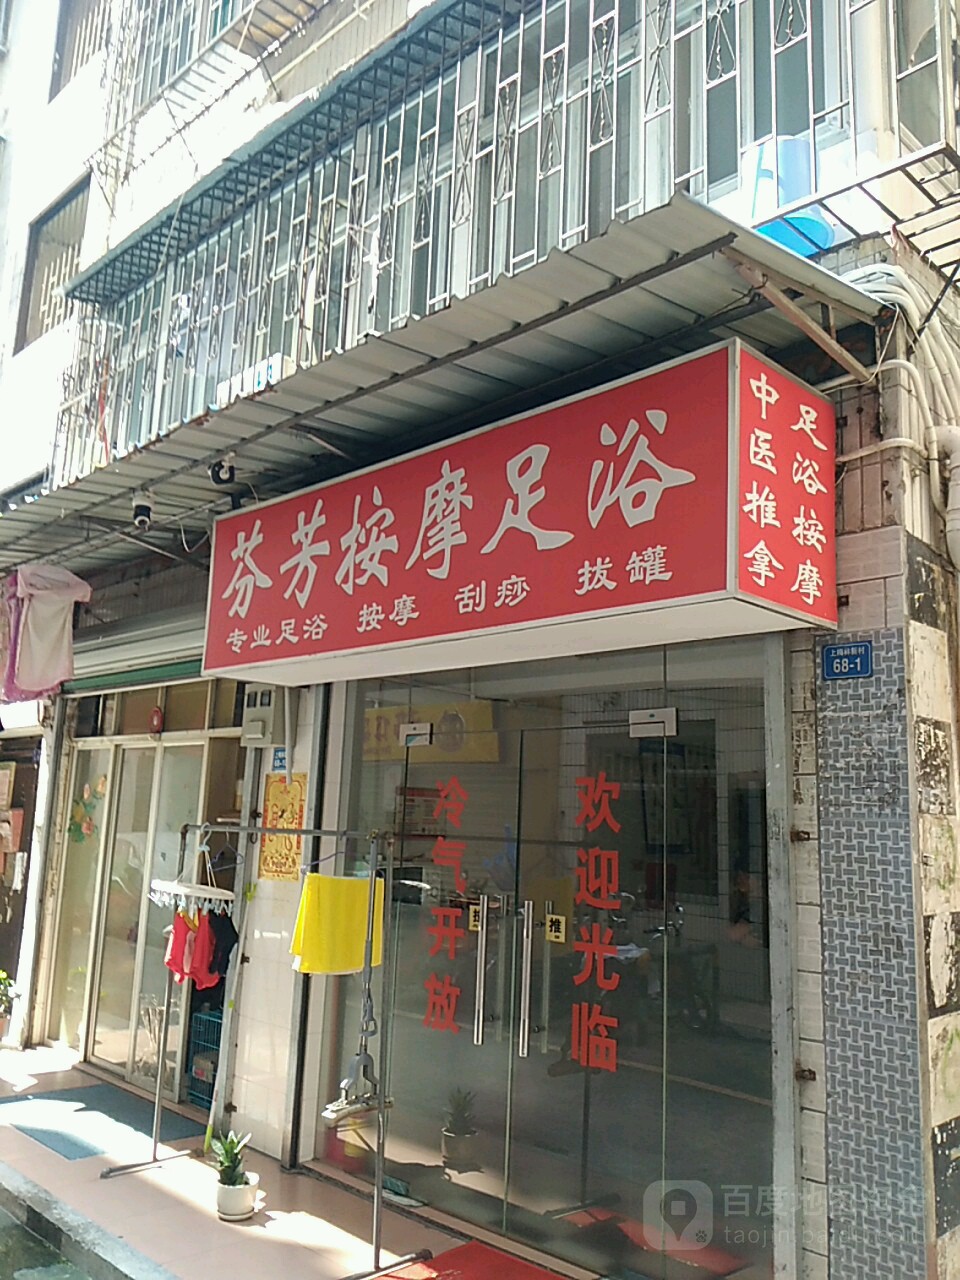 芬芳按摩足浴
专业足浴 按摩 刮痧 拔罐
中医推拿
足浴按摩
68-1
冷气开放
欢迎光临
推
百度地图淘金